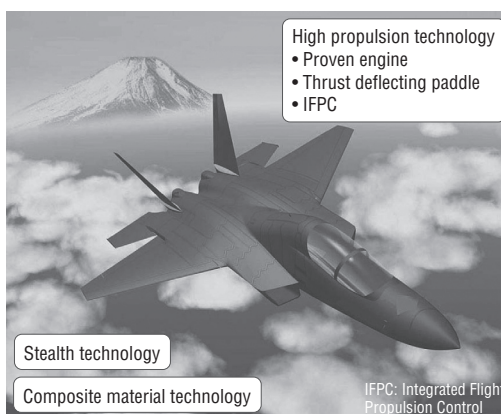 High propulsion technology
• Proven engine
• Thrust deflecting paddle
• IFPC
Stealth technology
Composite material technology
IFPC: Integrated Flight
Propulsion Control